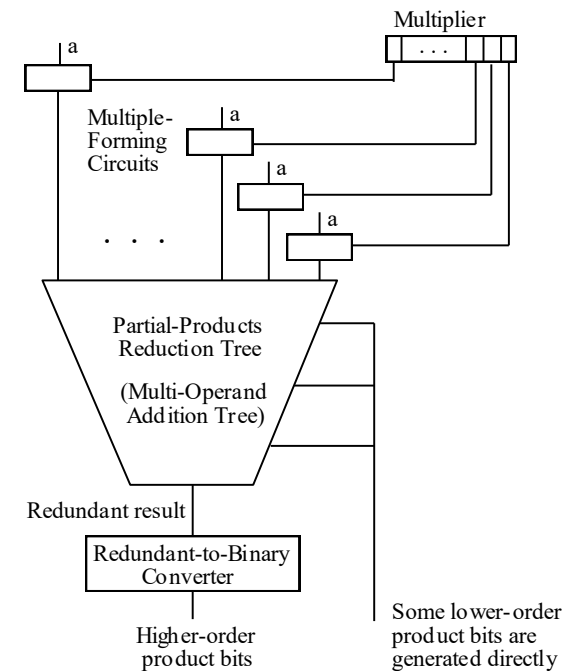 Multiplier
a
. . .
Multiple-
Forming
Circuits
a
a
a
. . .
Partial-Products
Reduction Tree
(Multi-Operand
Addition Tree)
Redundant result
Redundant-to-Binary
Converter
Higher-order
product bits
Some lower-order
product bits are
generated directly